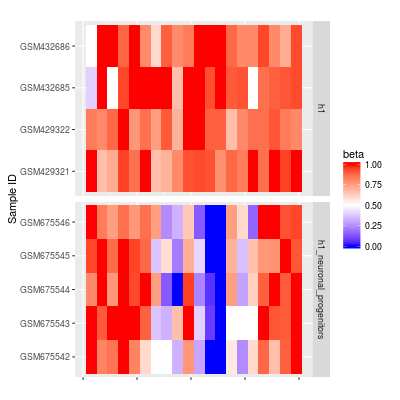 GSM432686
GSM432685
GSM429322
GSM429321
h1
GSM675546
GSM675545
GSM675544
GSM675543
GSM675542
h1_neuronal_progenitors
Sample ID
beta
1.00
0.75
0.50
0.25
0.00